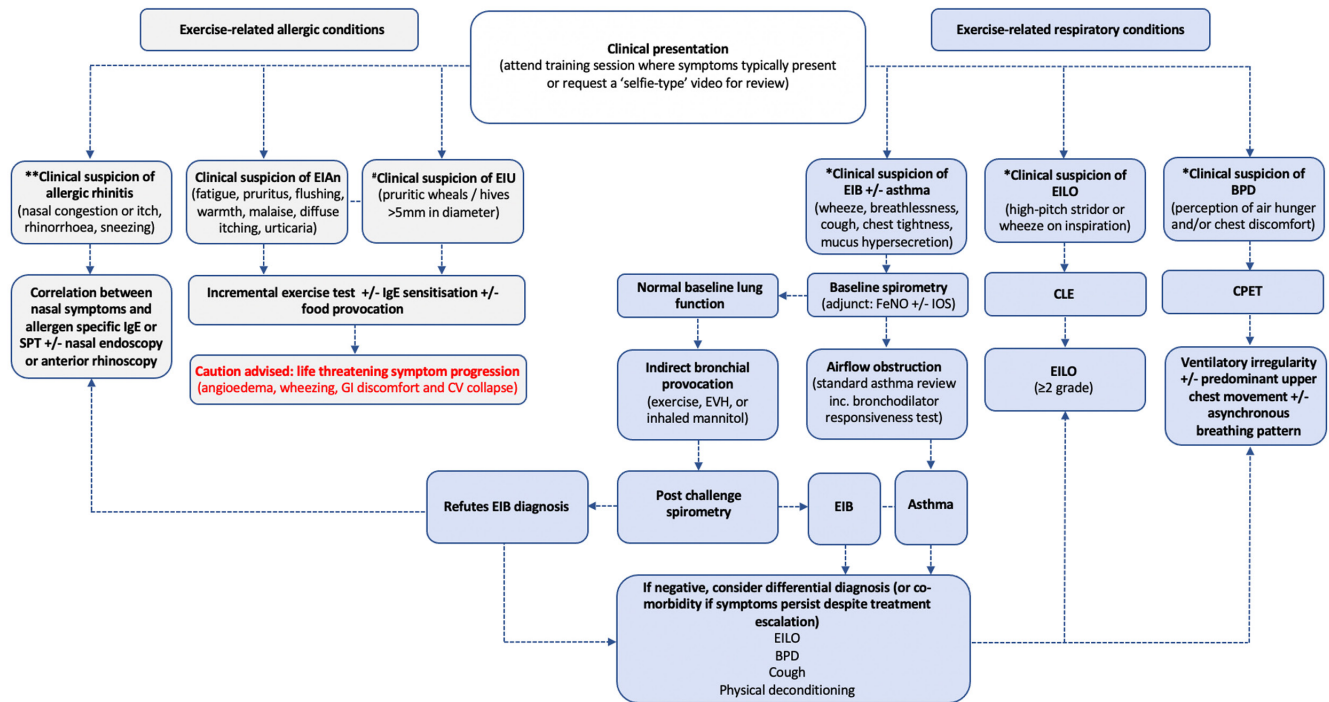 Exercise-related allergic conditions
Clinical presentation
(attend training session where symptoms typically present
or request a ‘selfie-type’ video for review)
Exercise-related respiratory conditions
**Clinical suspicion of
allergic rhinitis
(nasal congestion or itch,
rhinorrhoea, sneezing)
Clinical suspicion of EIAn
(fatigue, pruritus, flushing,
warmth, malaise, diffuse
itching, urticaria)
#Clinical suspicion of EIU
(pruritic wheals / hives
>5mm in diameter)
*Clinical suspicion of
EIB +/- asthma
(wheeze, breathlessness,
cough, chest tightness,
mucus hypersecretion)
*Clinical suspicion of EILO
(high-pitch stridor or
wheeze on inspiration)
*Clinical suspicion of
BPD
(perception of air hunger
and/or chest discomfort)
Correlation between
nasal symptoms and
allergen specific IgE or
SPT +/- nasal endoscopy
or anterior rhinoscopy
Incremental exercise test +/- IgE sensitisation +/-
food provocation
Normal baseline lung
function
Baseline spirometry
(adjunct: FeNO +/- IOS)
CLE
CPET
Caution advised: life threatening symptom progression
(angioedema, wheezing, GI discomfort and CV collapse)
Indirect bronchial
provocation
(exercise, EVH, or
inhaled mannitol)
Airflow obstruction
(standard asthma review
inc. bronchodilator
responsiveness test)
EILO
(≥2 grade)
Ventilatory irregularity
+/- predominant upper
chest movement +/-
asynchronous
breathing pattern
Refutes EIB diagnosis
Post challenge
spirometry
EIB
Asthma
If negative, consider differential diagnosis (or co-
morbidity if symptoms persist despite treatment
escalation)
EILO
BPD
Cough
Physical deconditioning